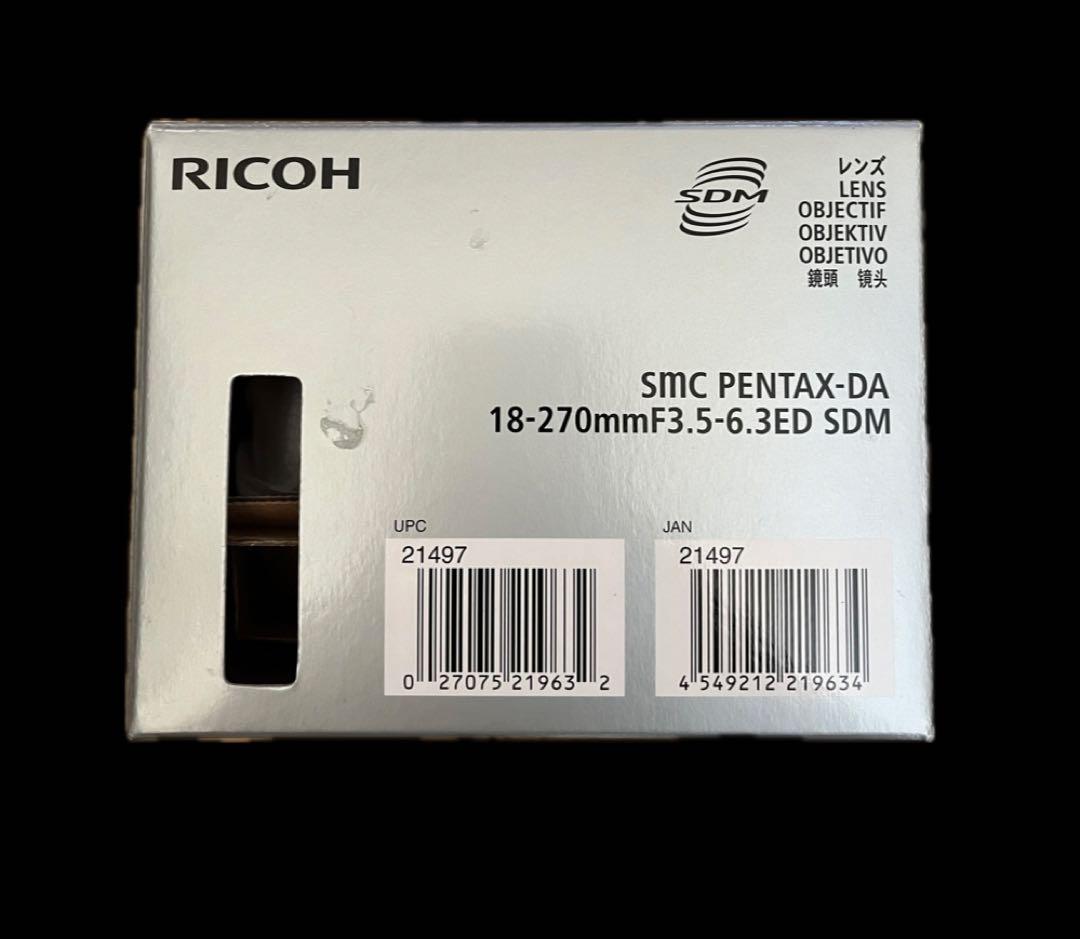 RICOH
SDM
レンズ
LENS
OBJECTIF
OBJEKTIV
OBJETIVO
鏡頭 镜头
smc PENTAX-DA
18-270mmF3.5-6.3ED SDM
UPC
21497
0 27075 21963 2
JAN
21497
4 549212 219634